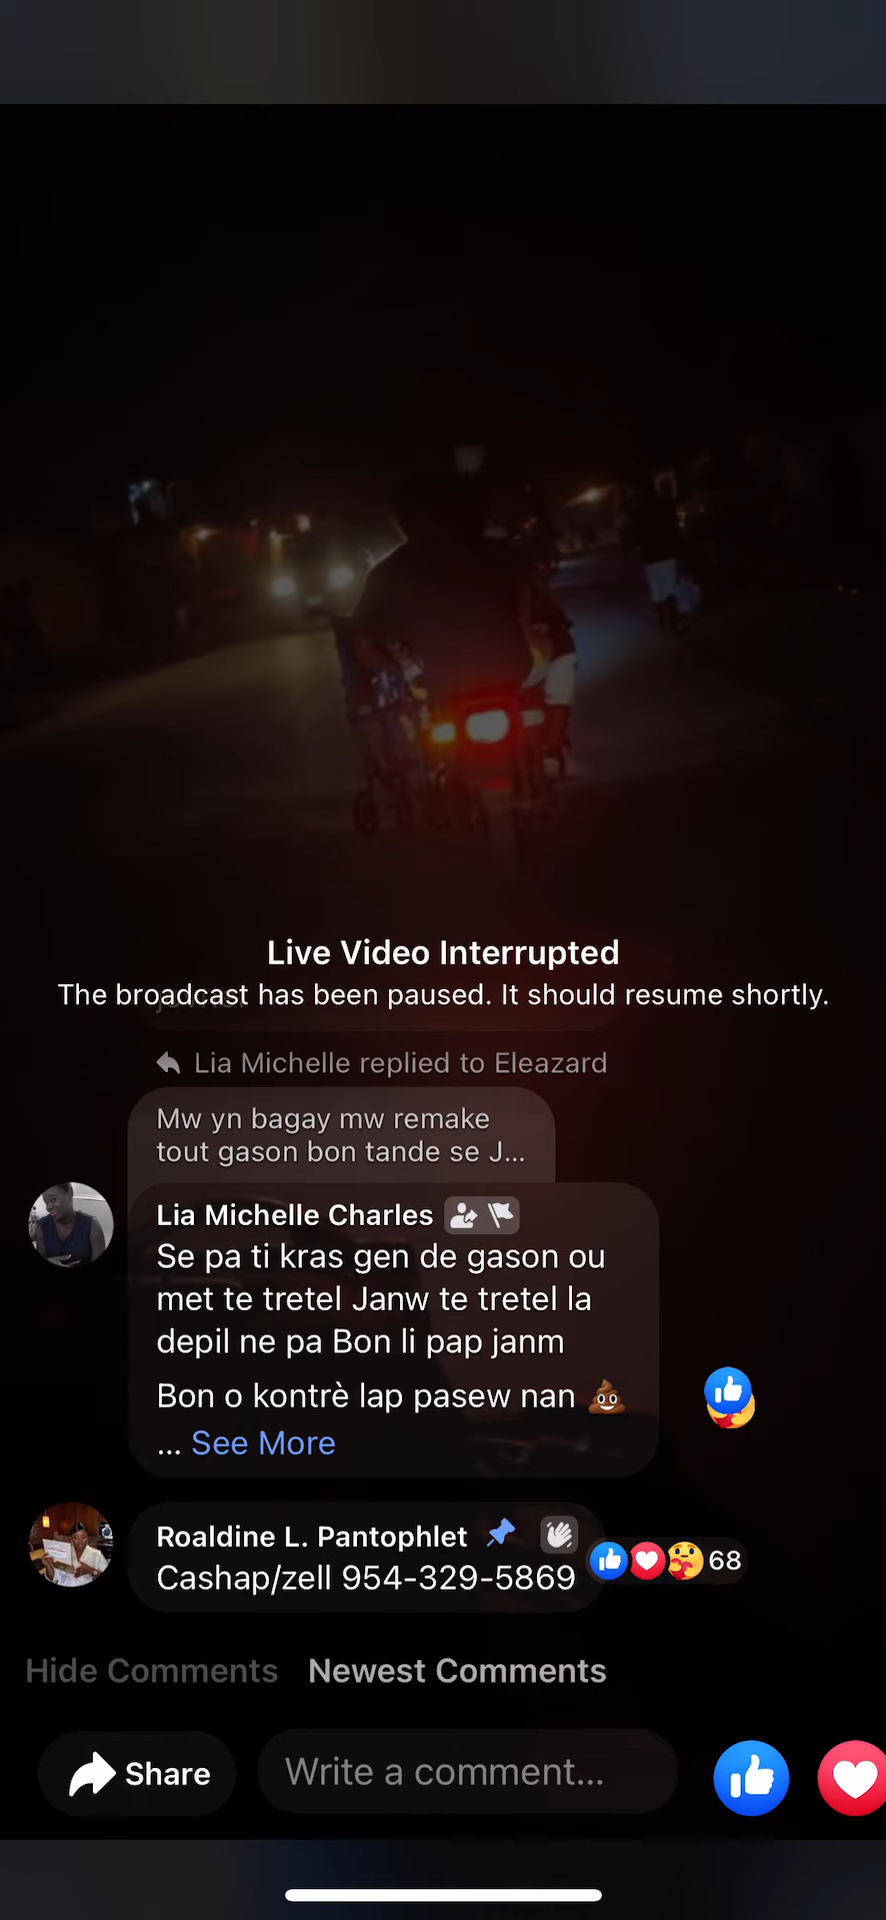 Live Video Interrupted
The broadcast has been paused. It should resume shortly.
Lia Michelle replied to Eleazard
Mw yn bagay mw remake
tout gason bon tande se J...
Lia Michelle Charles
Se pa ti kras gen de gason ou
met te tretel Janw te tretel la
depil ne pa Bon li pap janm
Bon o kontrè lap pasew nan 💩
... See More
Roaldine L. Pantophlet
Cashap/zell 954-329-5869
68
Hide Comments Newest Comments
Share Write a comment...